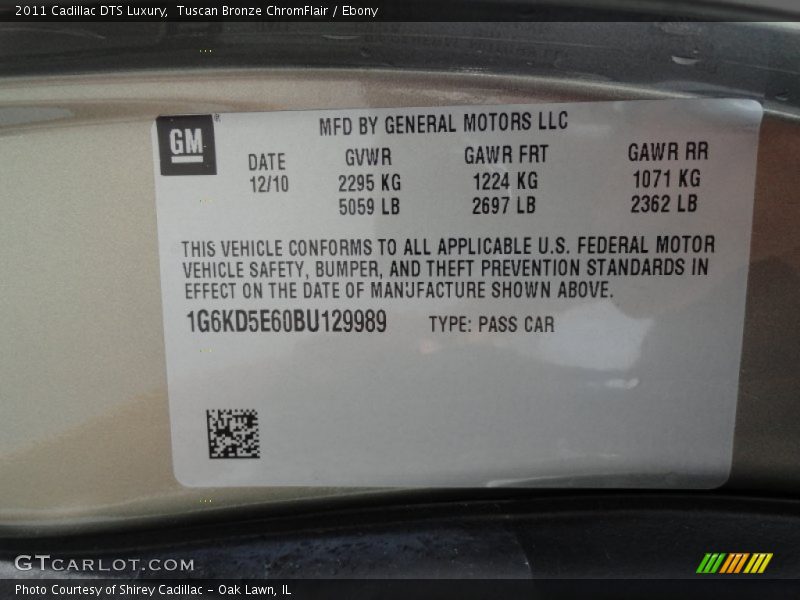 2011 Cadillac DTS Luxury,  Tuscan Bronze ChromFlair / Ebony
GM®
MFD BY GENERAL MOTORS LLC
DATE GVWR GAWR FRT GAWR RR
12/10 2295 KG 1224 KG 1071 KG
5059 LB 2697 LB 2362 LB
THIS VEHICLE CONFORMS TO ALL APPLICABLE U.S. FEDERAL MOTOR
VEHICLE SAFETY, BUMPER, AND THEFT PREVENTION STANDARDS IN
EFFECT ON THE DATE OF MANUFACTURE SHOWN ABOVE.
1G6KD5E60BU129989 TYPE: PASS CAR
GTCARLOT.COM
Photo Courtesy of Shirey Cadillac - Oak Lawn, IL